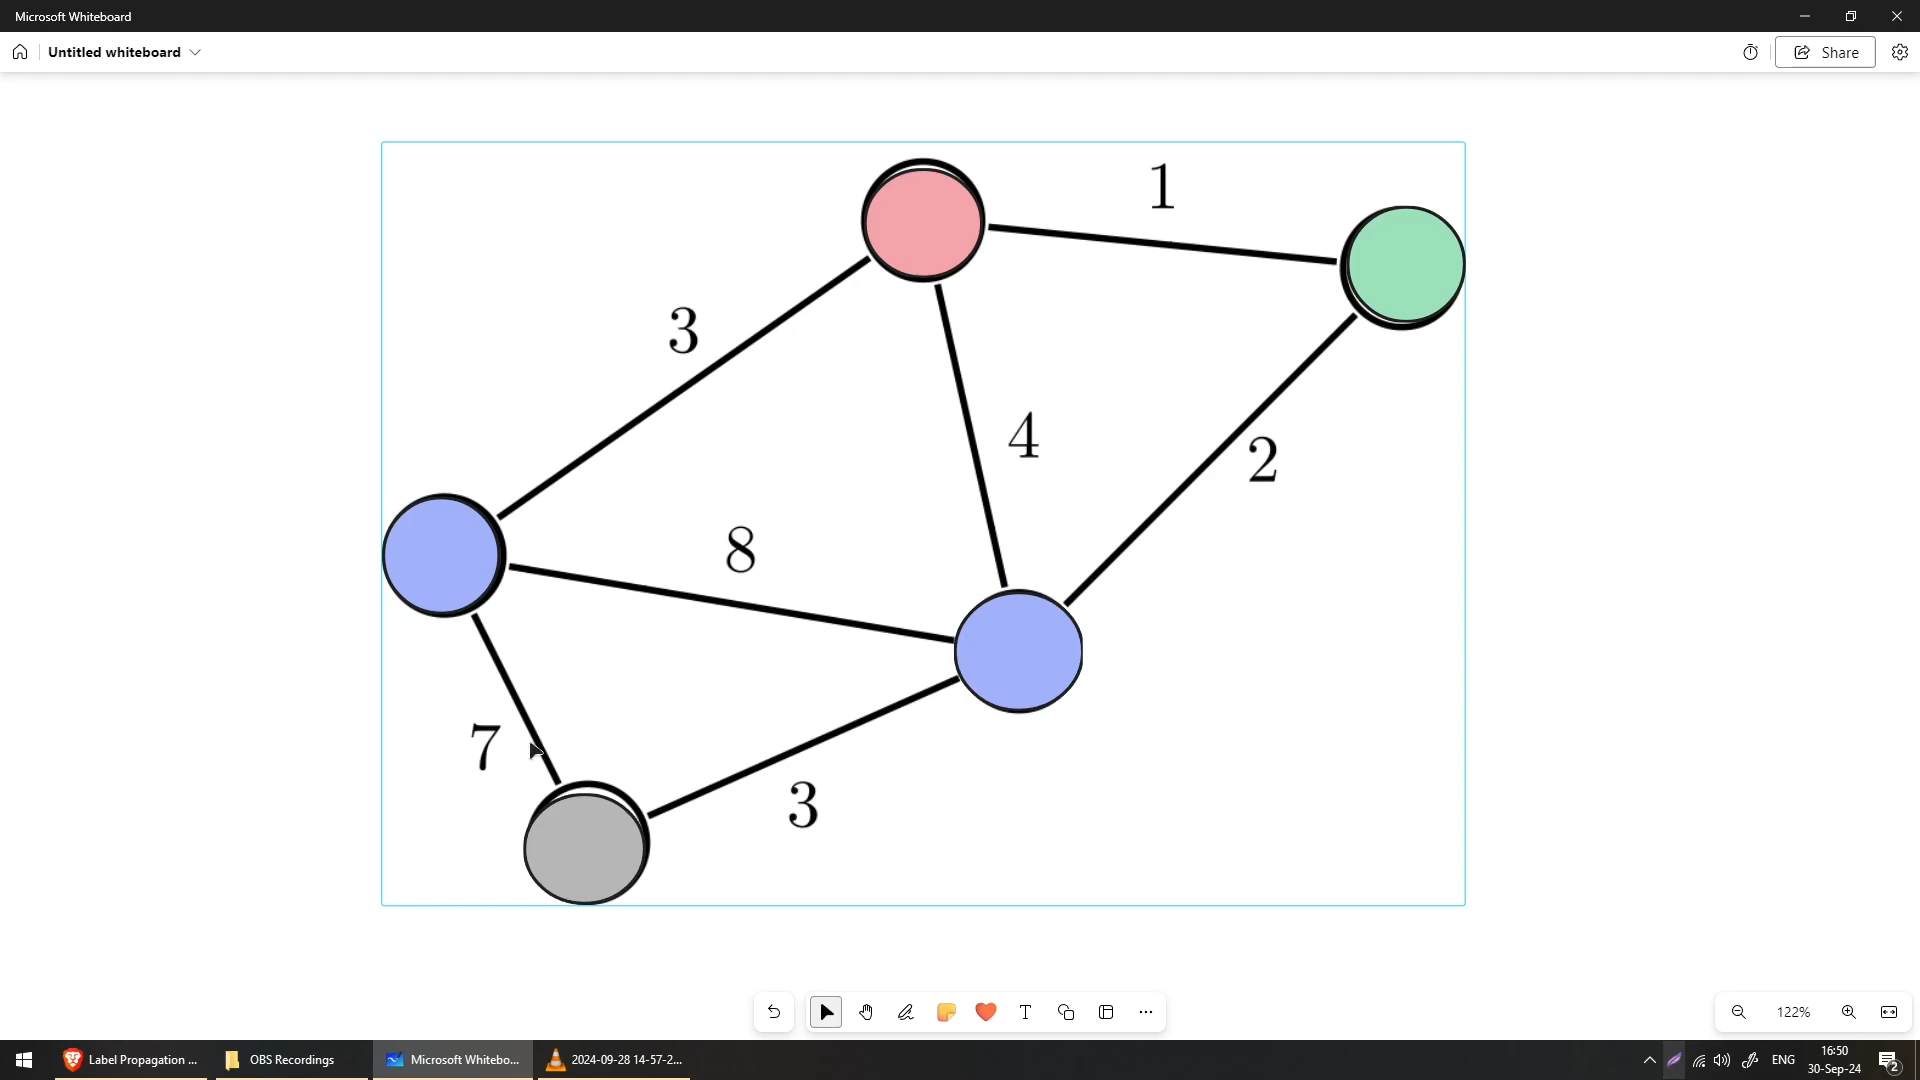 Microsoft Whiteboard
Untitled whiteboard
Share
1
3
4
2
8
7
3
122%
Label Propagation ...
OBS Recordings
Microsoft Whitebo...
2024-09-28 14-57-2...
ENG
16:50
30-Sep-24
2